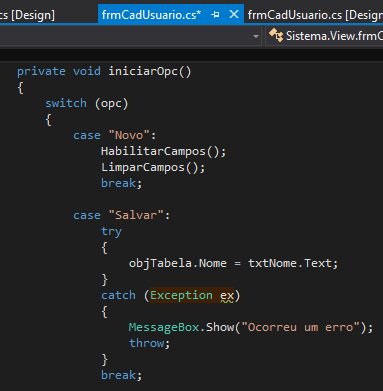 cs [Design]
frmCadUsuario.cs*
frmCadUsuario.cs [Design]
Sistema.View.frmC
private void iniciarOpc()
{
switch (opc)
{
case "Novo":
HabilitarCampos();
LimparCampos();
break;
case "Salvar":
try
{
objTabela.Nome = txtNome.Text;
}
catch (Exception ex)
{
MessageBox.Show("Ocorreu um erro");
throw;
}
break;